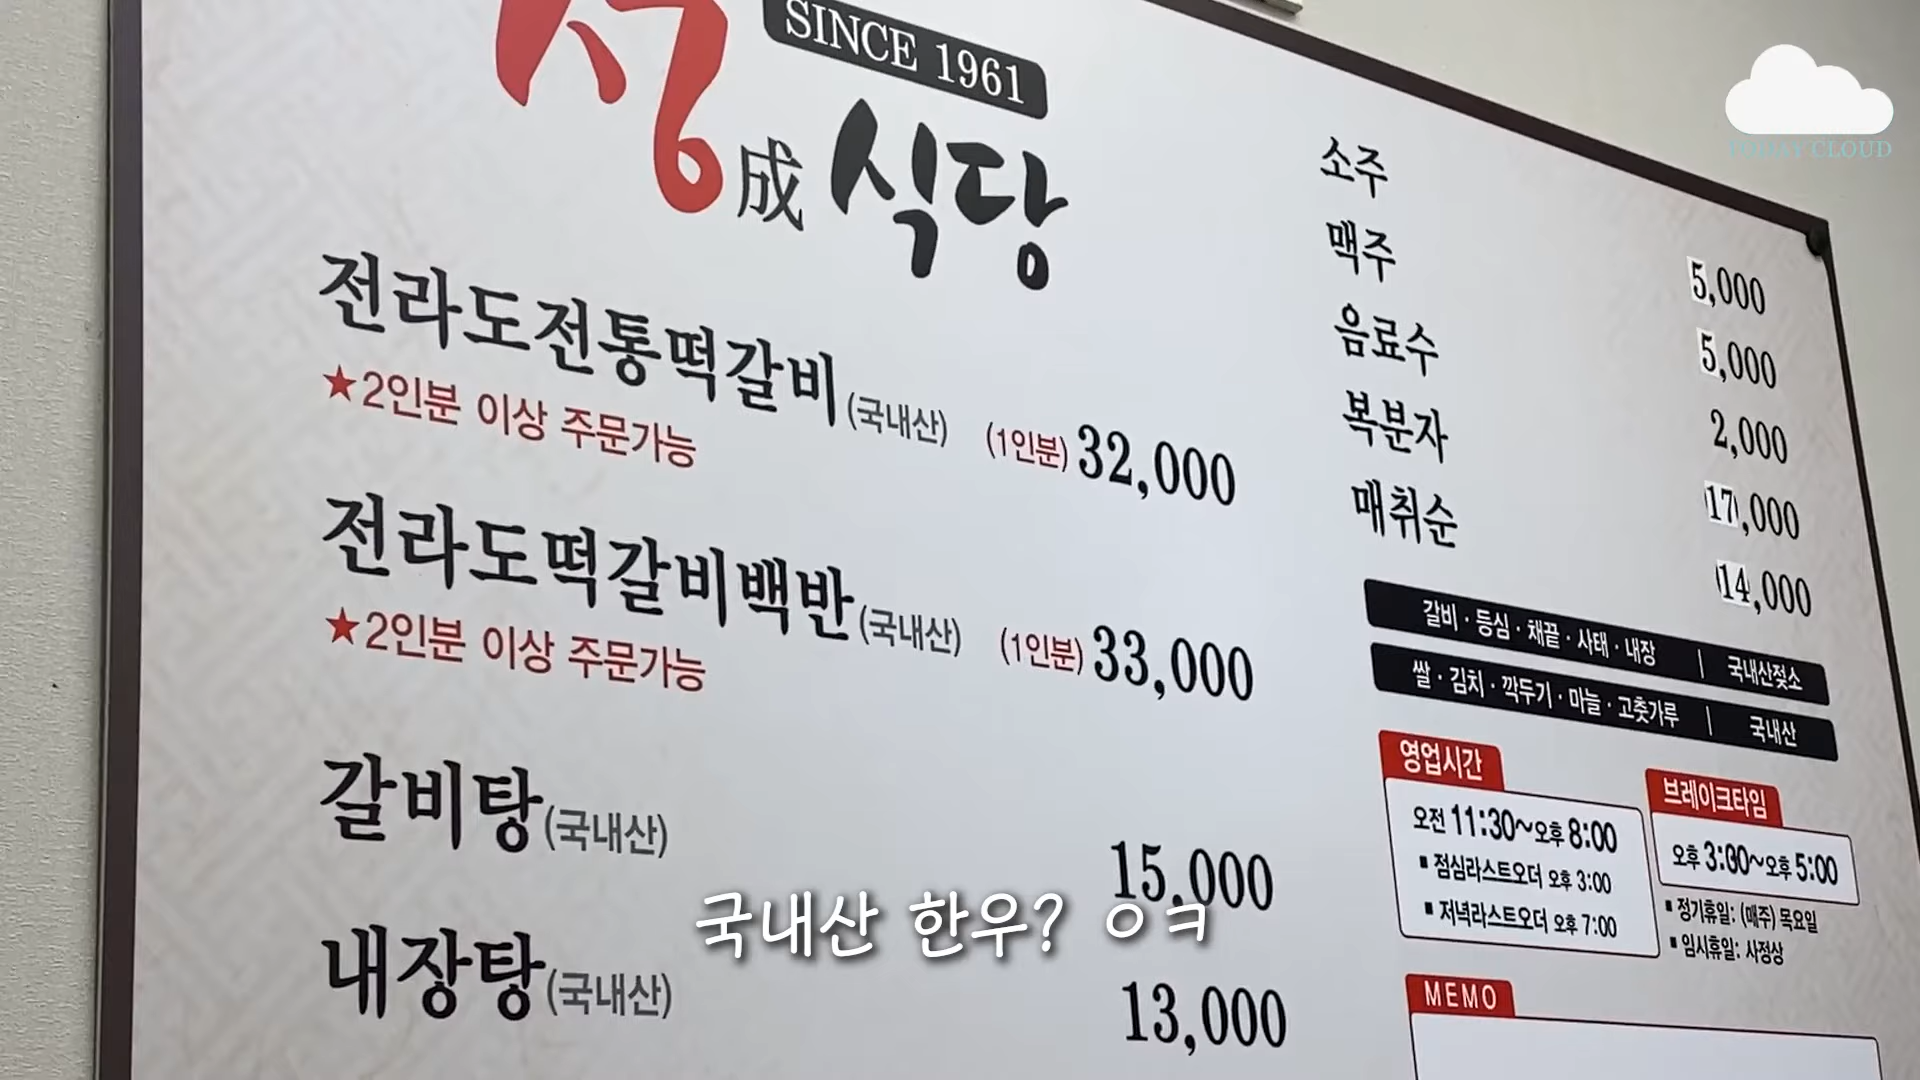 SINCE 1961
성成식당
전라도전통떡갈비(국내산) (1인분) 32,000
★2인분 이상 주문가능
전라도떡갈비백반(국내산) (1인분) 33,000
★2인분 이상 주문가능
갈비탕(국내산) 15,000
내장탕(국내산) 13,000
소주 5,000
맥주 5,000
음료수 2,000
복분자 17,000
매취순 14,000
갈비·등심·채끝·사태·내장 | 국내산젖소
쌀·김치·깍두기·마늘·고춧가루 | 국내산
영업시간
오전 11:30~오후 8:00
▪점심라스트오더 오후 3:00
▪저녁라스트오더 오후 7:00
브레이크타임
오후 3:00~오후 5:00
▪정기휴일: (매주) 목요일
▪임시휴일: 사정상
MEMO
국내산 한우? ㅇㅋ
TODAY CLOUD